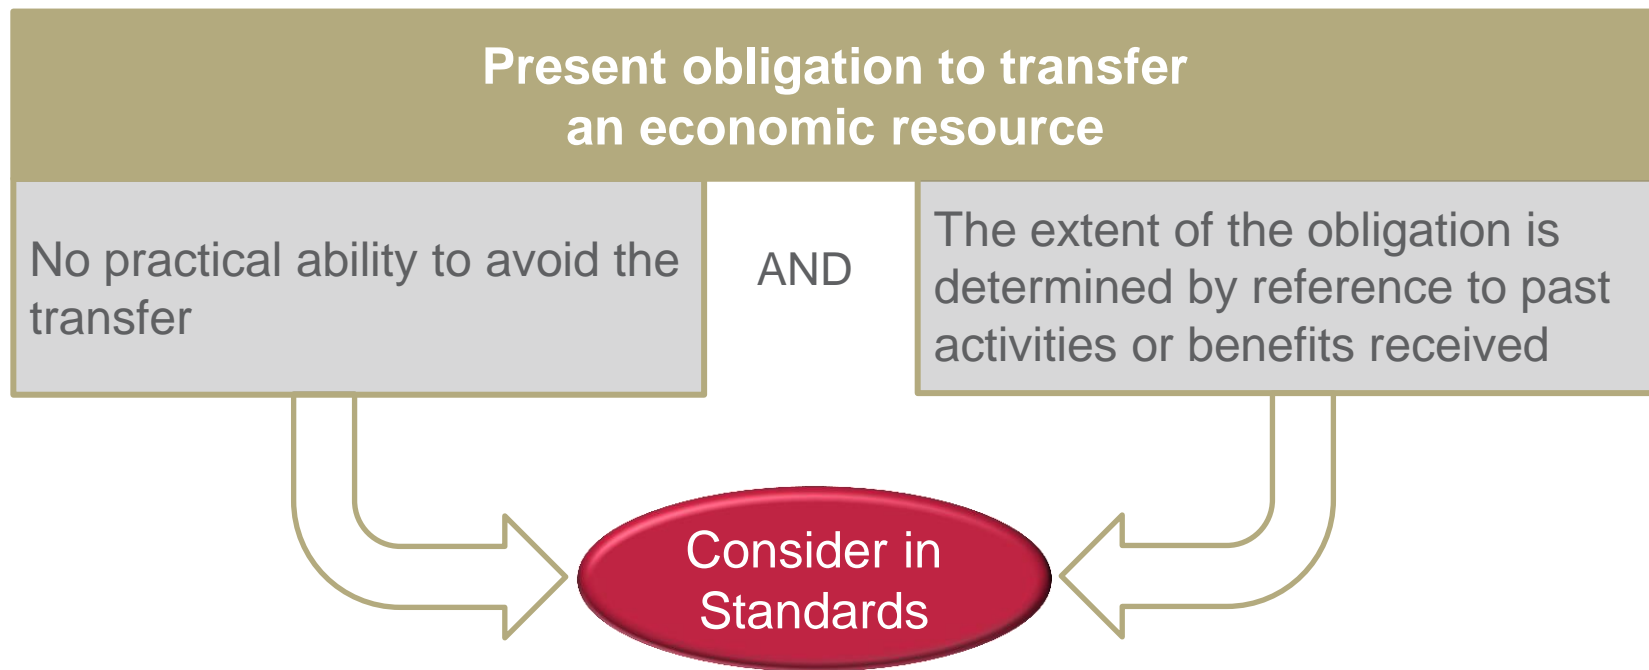 Present obligation to transfer
an economic resource
No practical ability to avoid the
transfer
AND
The extent of the obligation is
determined by reference to past
activities or benefits received
Consider in
Standards